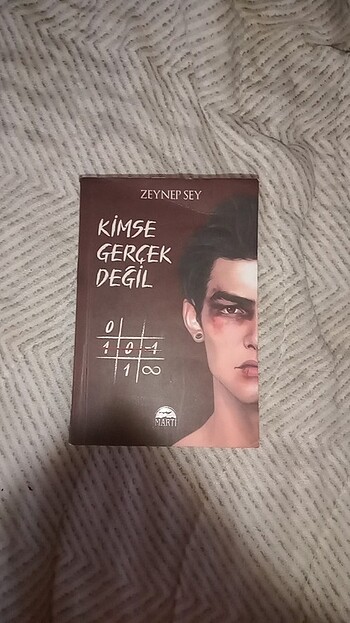 ZEYNEP SEY
KİMSE
GERÇEK
DEĞİL
0
1 0 -1
1 ∞
MARTI